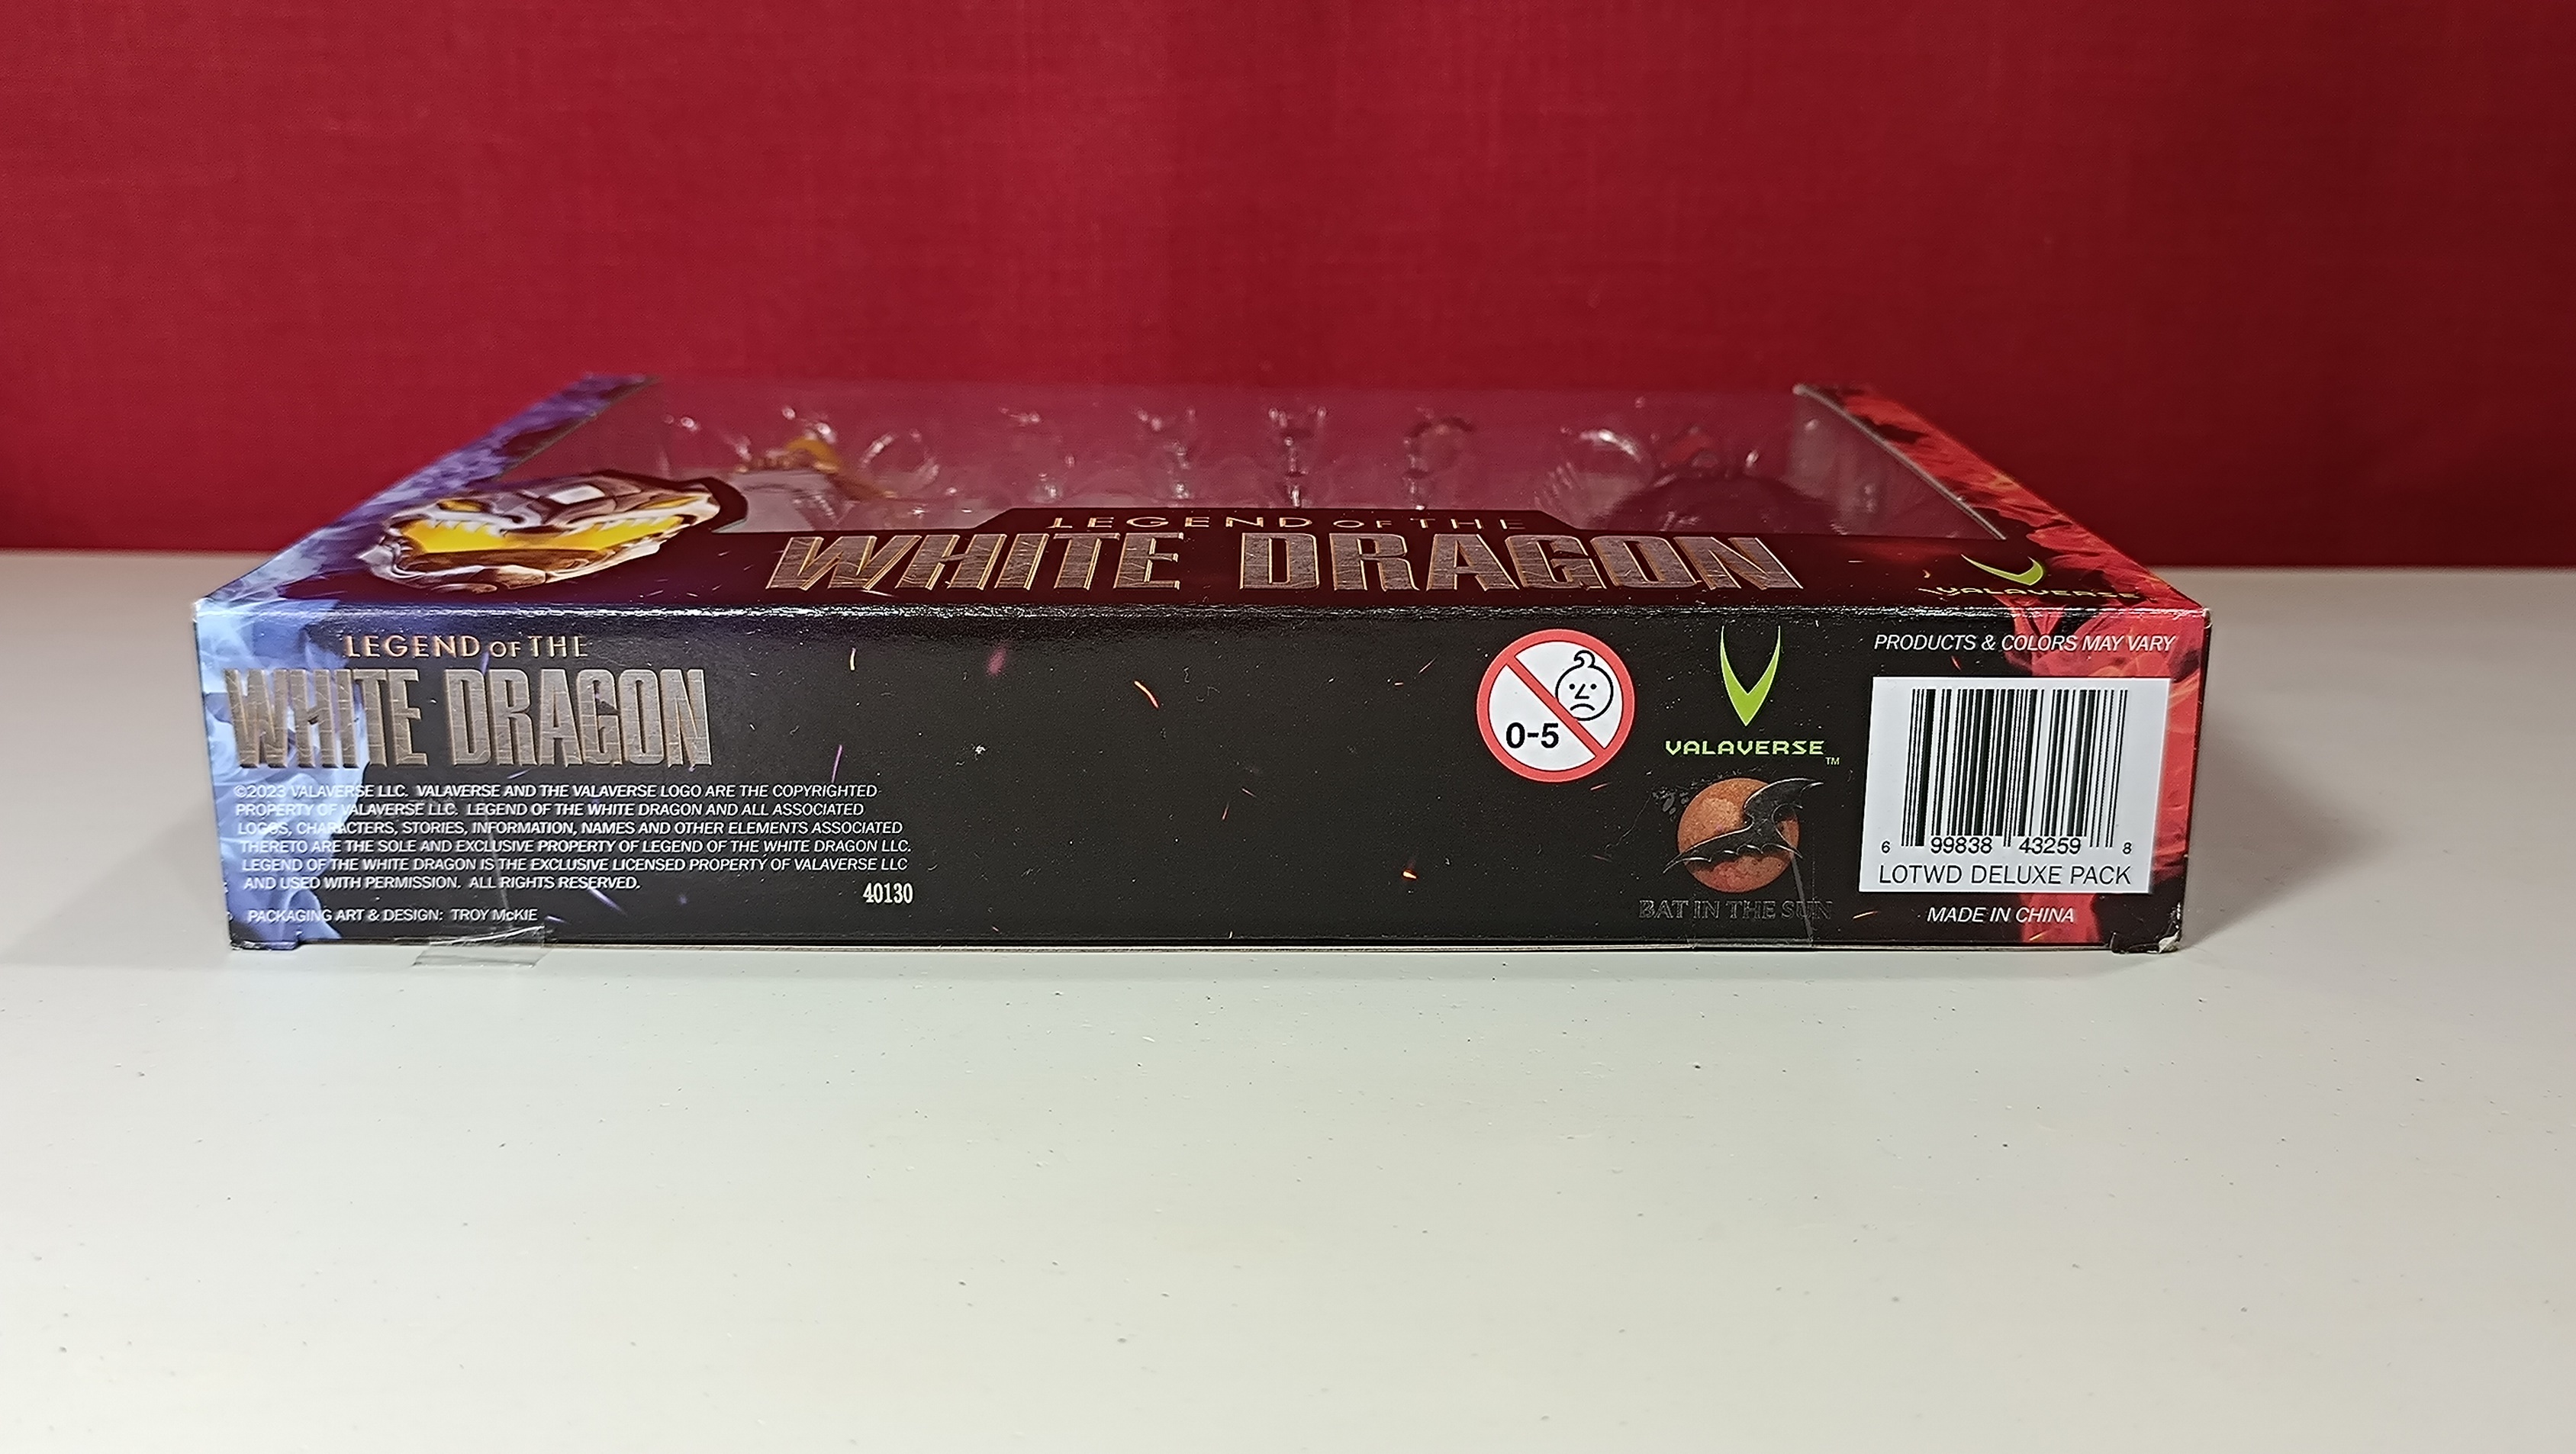 LEGEND OF THE
WHITE DRAGON
VALAVERSE
LEGEND OF THE
WHITE DRAGON
©2023 VALAVERSE LLC. VALAVERSE AND THE VALAVERSE LOGO ARE THE COPYRIGHTED
PROPERTY OF VALAVERSE LLC. LEGEND OF THE WHITE DRAGON AND ALL ASSOCIATED
LOGOS, CHARACTERS, STORIES, INFORMATION, NAMES AND OTHER ELEMENTS ASSOCIATED
THERETO ARE THE SOLE AND EXCLUSIVE PROPERTY OF LEGEND OF THE WHITE DRAGON LLC.
LEGEND OF THE WHITE DRAGON IS THE EXCLUSIVE LICENSED PROPERTY OF VALAVERSE LLC
AND USED WITH PERMISSION. ALL RIGHTS RESERVED.
40130
PACKAGING ART & DESIGN: TROY McKIE
0-5
VALAVERSE™
BAT IN THE SUN
PRODUCTS & COLORS MAY VARY
6 99838 43259 8
LOTWD DELUXE PACK
MADE IN CHINA